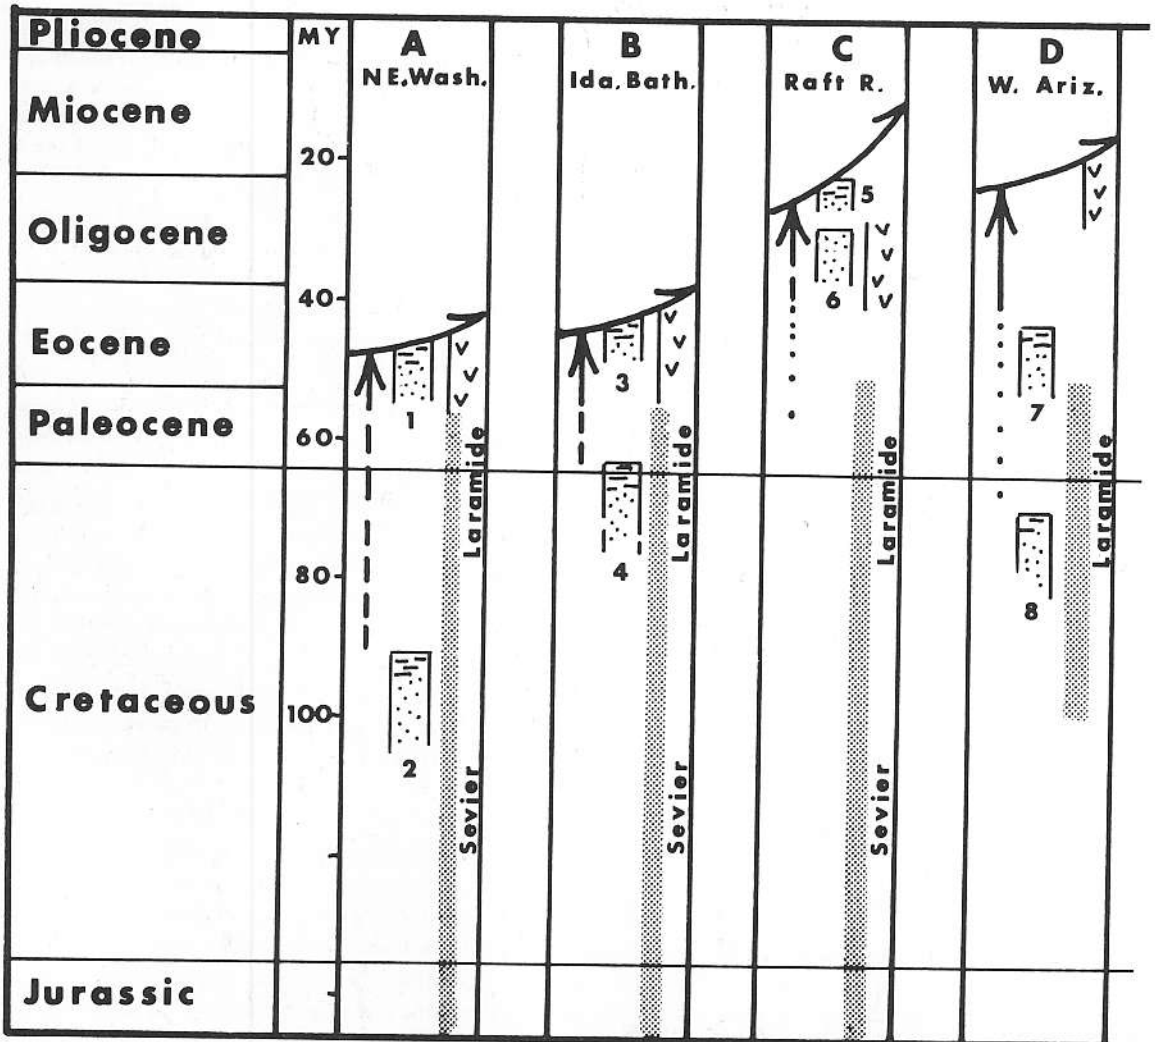 Pliocene
MY
A
B
C
D
NE.Wash.
Ida. Bath.
Raft R.
W. Ariz.
Miocene
20
5
Oligocene
6
40
Eocene
3
1
7
Paleocene
60
Laramide
Laramide
Laramide
Laramide
4
80
8
Cretaceous
100
2
Sevier
Sevier
Sevier
Jurassic